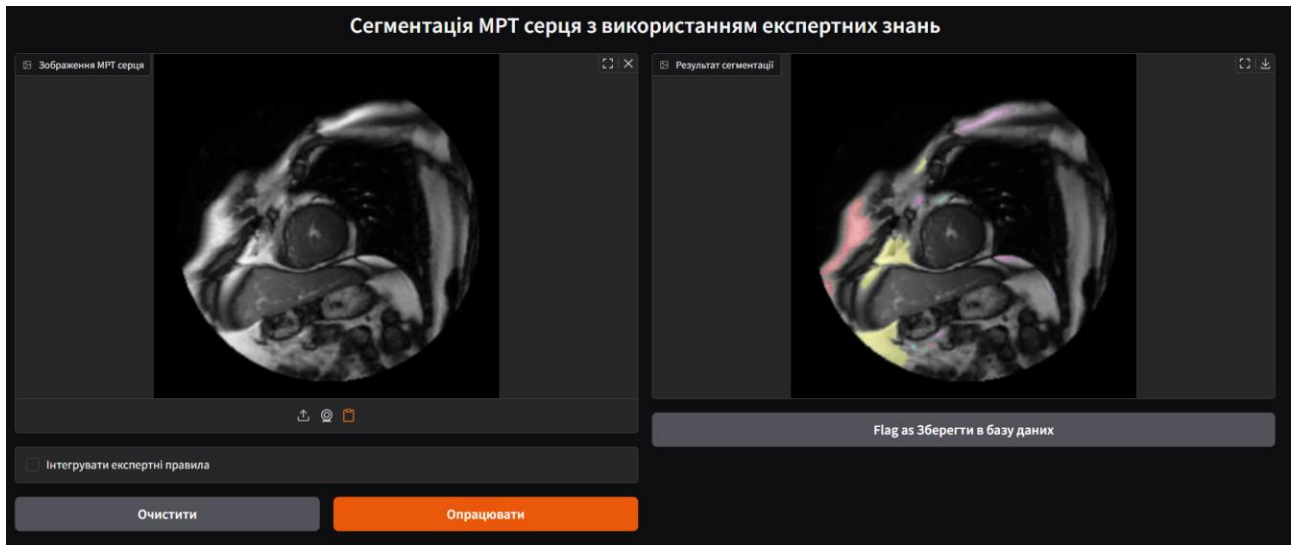 Сегментація МРТ серця з використанням експертних знань
Зображення МРТ серця
Результат сегментації
Flag as Зберегти в базу даних
Інтегрувати експертні правила
Очистити
Опрацювати